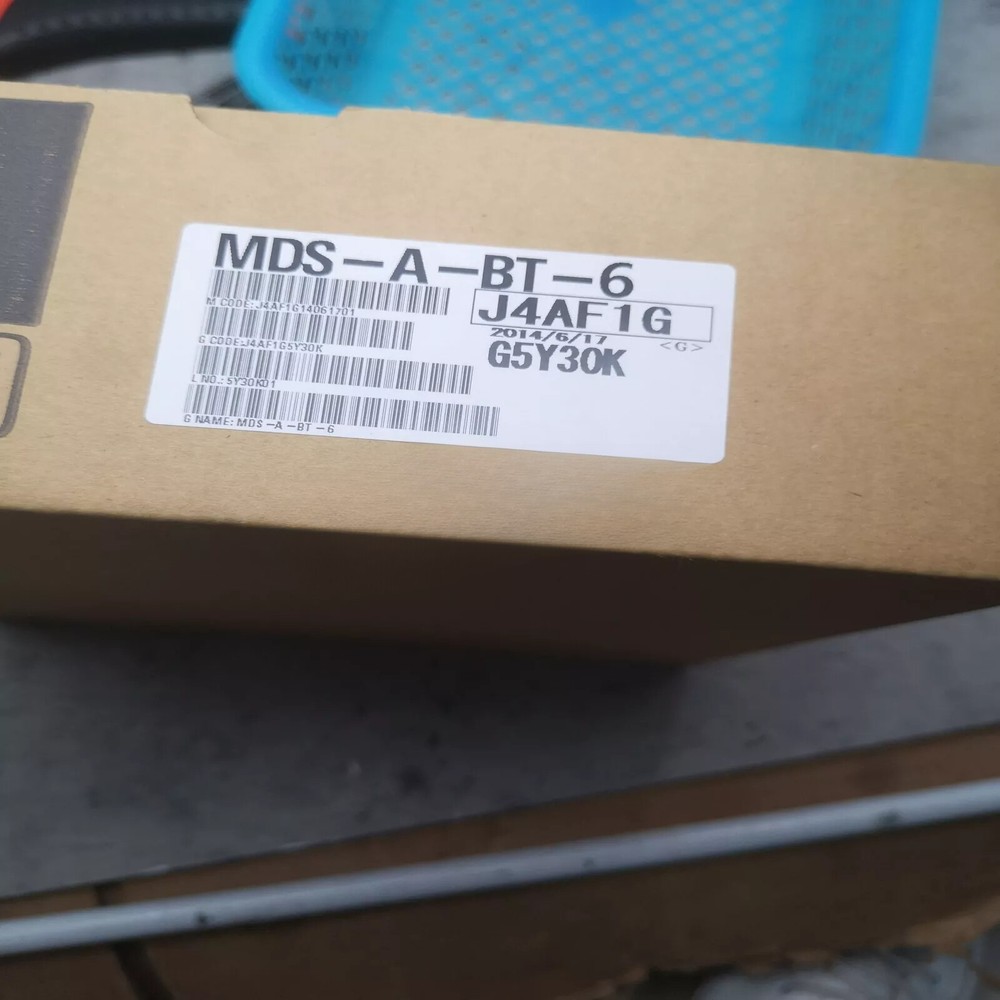 MDS-A-BT-6
M CODE:J4AF1G14061701
J4AF1G
2014/6/17 <G>
G CODE:J4AF1G5Y30K
G5Y30K
L NO.: 5Y30K01
G NAME: MDS-A-BT-6